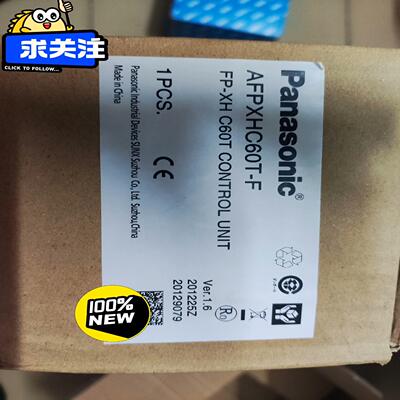 求关注
CLICK TO FOLLOW...
Panasonic®
AFPXHC60T-F
FP-XH C60T CONTROL UNIT
1PCS.
CE
Panasonic Industrial Devices SUNX Suzhou Co., Ltd. Suzhou,China
Made in China
Ver.1.6
201225Z
20129079
100%
NEW